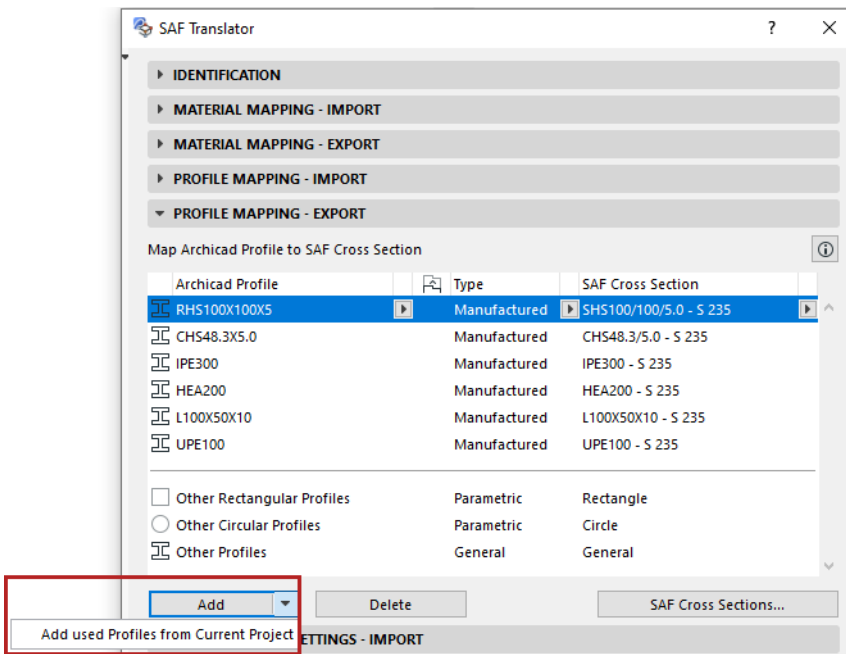 SAF Translator ?
IDENTIFICATION
MATERIAL MAPPING - IMPORT
MATERIAL MAPPING - EXPORT
PROFILE MAPPING - IMPORT
PROFILE MAPPING - EXPORT
Map Archicad Profile to SAF Cross Section
Archicad Profile Type SAF Cross Section
RHS100X100X5 Manufactured SHS100/100/5.0 - S 235
CHS48.3X5.0 Manufactured CHS48.3/5.0 - S 235
IPE300 Manufactured IPE300 - S 235
HEA200 Manufactured HEA200 - S 235
L100X50X10 Manufactured L100X50X10 - S 235
UPE100 Manufactured UPE100 - S 235
Other Rectangular Profiles Parametric Rectangle
Other Circular Profiles Parametric Circle
Other Profiles General General
Add Delete SAF Cross Sections...
Add used Profiles from Current Project ETTINGS - IMPORT